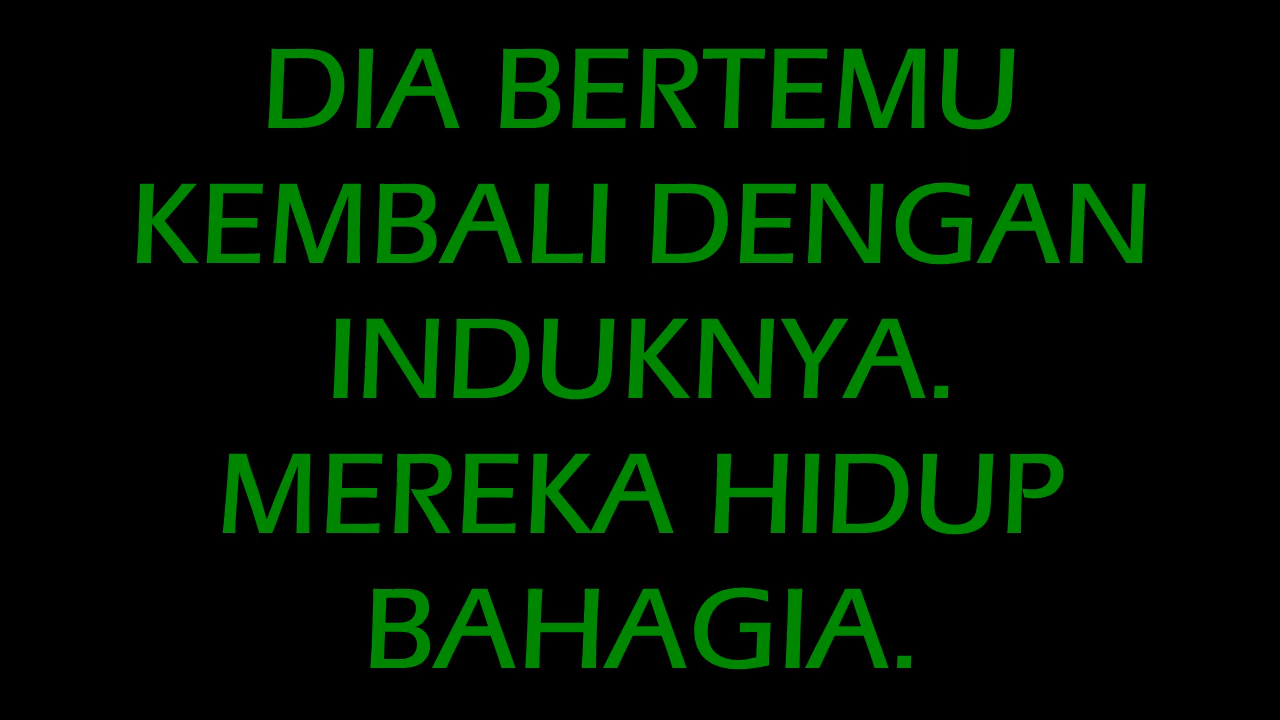 DIA BERTEMU
KEMBALI DENGAN
INDUKNYA.
MEREKA HIDUP
BAHAGIA.